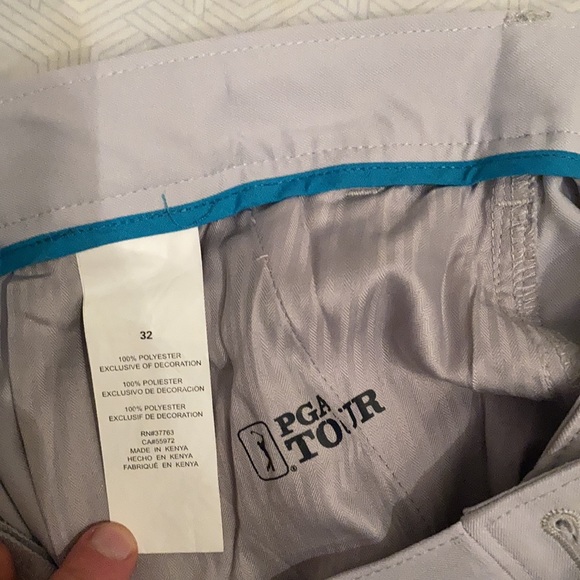 32
100% POLYESTER
EXCLUSIVE OF DECORATION
100% POLYESTER
EXCLUSIVO DE DECORACION
100% POLYESTER
EXCLUSIF DE DECORATION
RN#37763
CA#55972
MADE IN KENYA
HECHO EN KENYA
FABRIQUÉ EN KENYA
PGA
TOUR
®